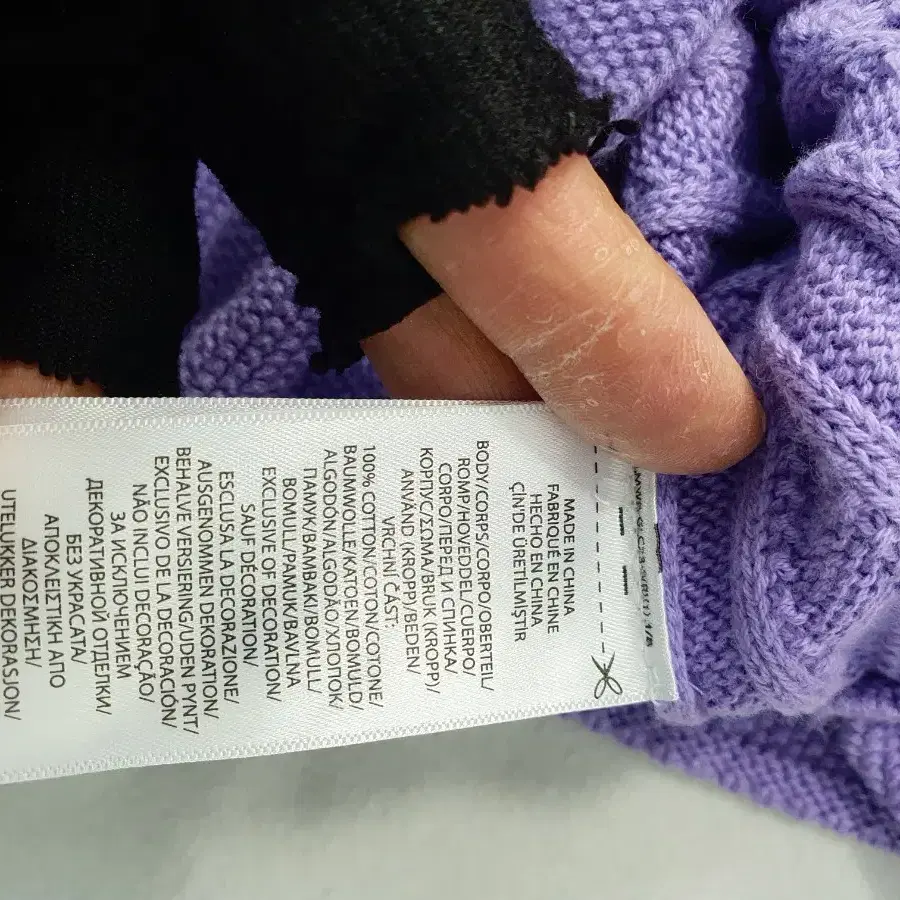 MADE IN CHINA
FABRIQUÉ EN CHINE
HECHO EN CHINA
ÇİN'DE ÜRETİLMİŞTİR
BODY/CORPS/CORPO/OBERTEIL/
ROMP/HOVEDDEL/CUERPO/
CORPO/ПЕРЕД И СПИНКА/
КОРПУС/ΣΩΜΑ/BRUK (KROPP)/
ANVÄND (KROPP)/BEDEN/
VRCHNÍ ČÁST:
100% COTTON/COTON/COTONE/
BAUMWOLLE/KATOEN/BOMULD/
ALGODÓN/ALGODÃO/ХЛОПОК/
ПАМУК/ΒΑΜΒΑΚΙ/BOMULL/
BOMULL/PAMUK/BAVLNA
EXCLUSIVE OF DECORATION/
SAUF DÉCORATION/
ESCLUSA LA DECORAZIONE/
AUSGENOMMEN DEKORATION/
BEHALVE VERSIERING/UDEN PYNT/
EXCLUSIVO DE LA DECORACIÓN/
NÃO INCLUI DECORAÇÃO/
ЗА ИСКЛЮЧЕНИЕМ
ДЕКОРАТИВНОЙ ОТДЕЛКИ/
БЕЗ УКРАСАТА/
ΑΠΟΚΛΕΙΣΤΙΚΗ ΑΠΟ
ΔΙΑΚΟΣΜΗΣΗ/
UTELUKKER DEKORASJON/